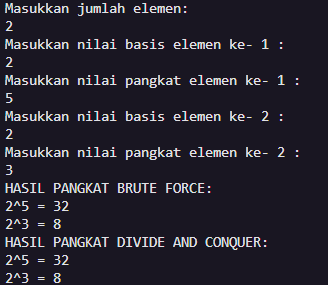 Masukkan jumlah elemen:
2
Masukkan nilai basis elemen ke- 1 :
2
Masukkan nilai pangkat elemen ke- 1 :
5
Masukkan nilai basis elemen ke- 2 :
2
Masukkan nilai pangkat elemen ke- 2 :
3
HASIL PANGKAT BRUTE FORCE:
2^5 = 32
2^3 = 8
HASIL PANGKAT DIVIDE AND CONQUER:
2^5 = 32
2^3 = 8